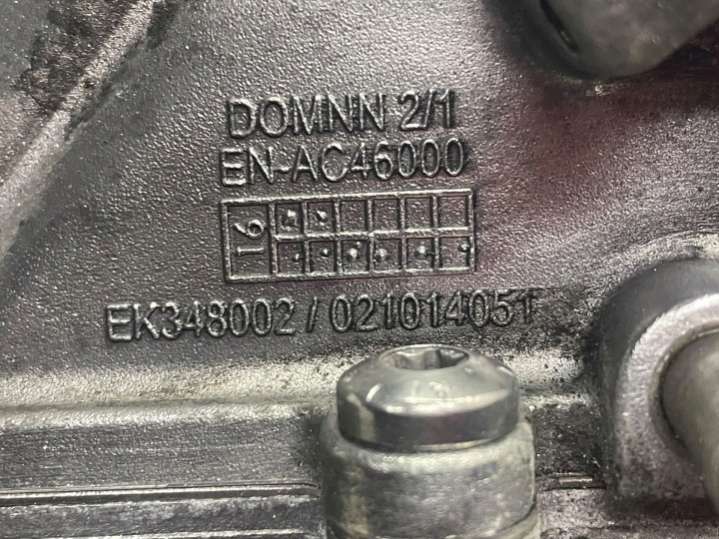 DOMNN 2/1
EN-AC46000
16
EK348002 / 021014051